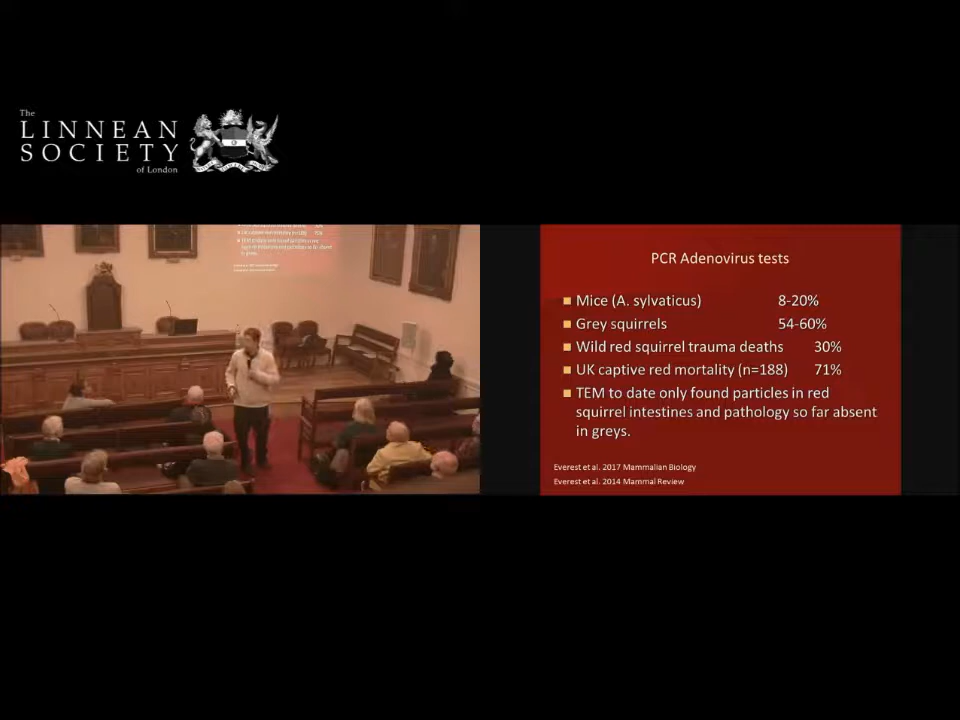 The
LINNEAN
SOCIETY
of London
PCR Adenovirus tests
Mice (A. sylvaticus) 8-20%
Grey squirrels 54-60%
Wild red squirrel trauma deaths 30%
UK captive red mortality (n=188) 71%
TEM to date only found particles in red
squirrel intestines and pathology so far absent
in greys.
Everest et al. 2017 Mammalian Biology
Everest et al. 2014 Mammal Review